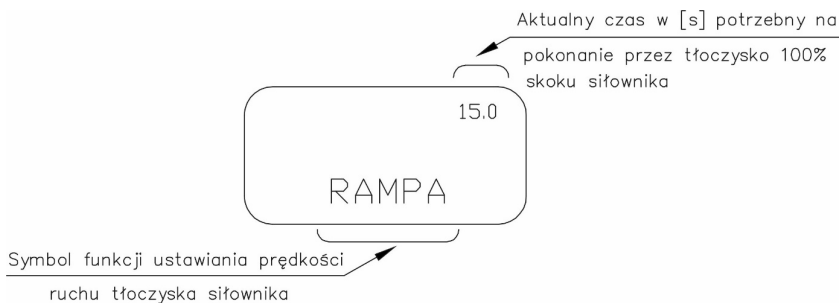 Aktualny czas w [s] potrzebny na
pokonanie przez tłoczysko 100%
skoku siłownika
15.0
RAMPA
Symbol funkcji ustawiania prędkości
ruchu tłoczyska siłownika